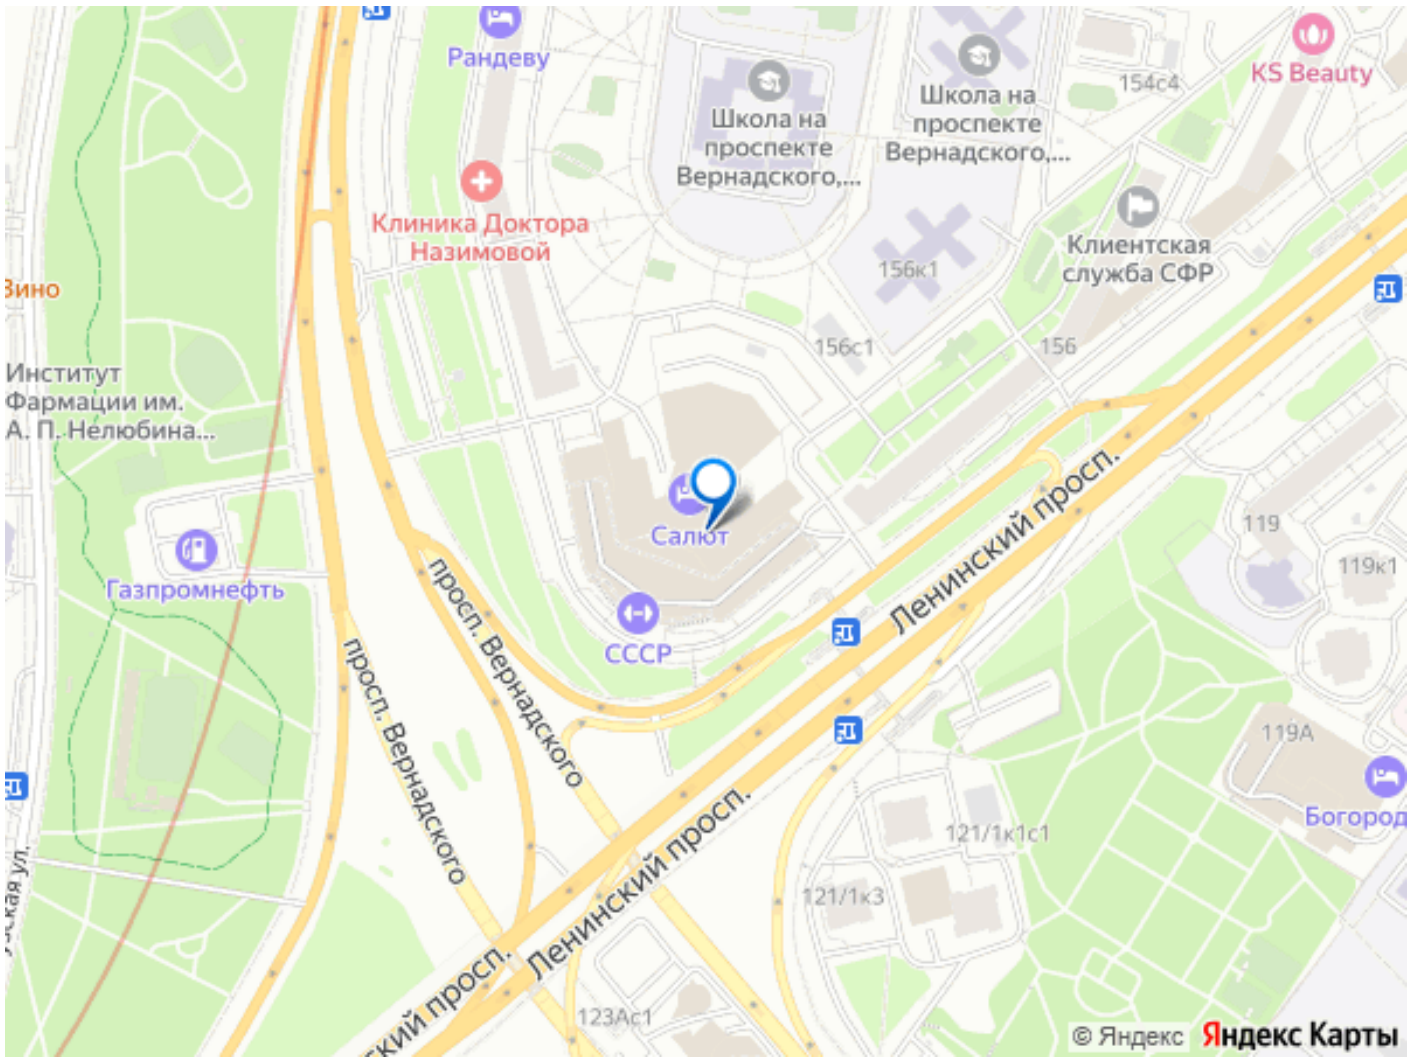 Рандеву
Школа на
проспекте
Вернадского,...
Школа на
проспекте
Вернадского,...
154с4
KS Beauty
Клиника Доктора
Назимовой
156к1
Клиентская
служба СФР
Вино
156с1
156
Институт
Фармации им.
А. П. Нелюбина...
Салют
Ленинский просп.
119
119к1
Газпромнефть
просп. Вернадского
СССР
просп. Вернадского
119А
Богород
Ленинский просп.
121/1к1с1
121/1к3
ский просп.
123Ас1
© Яндекс Яндекс Карты